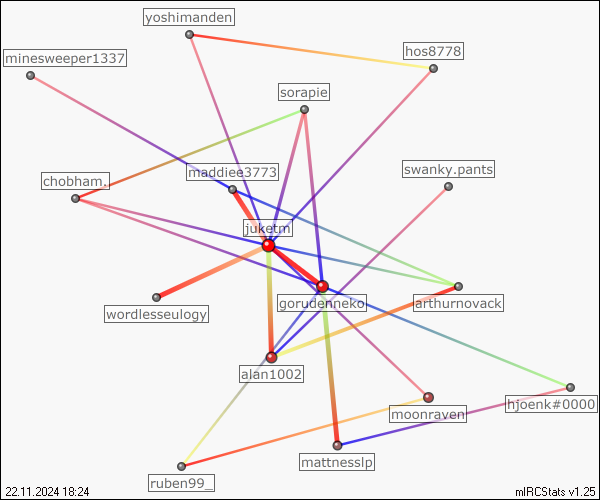 yoshimanden
hos8778
minesweeper1337
sorapie
maddiee3773
swanky.pants
chobham.
juketm
gorudenneko
arthurnovack
wordlesseulogy
alan1002
hjoenk#0000
moonraven
mattnesslp
ruben99_
22.11.2024 18:24
mIRCStats v1.25